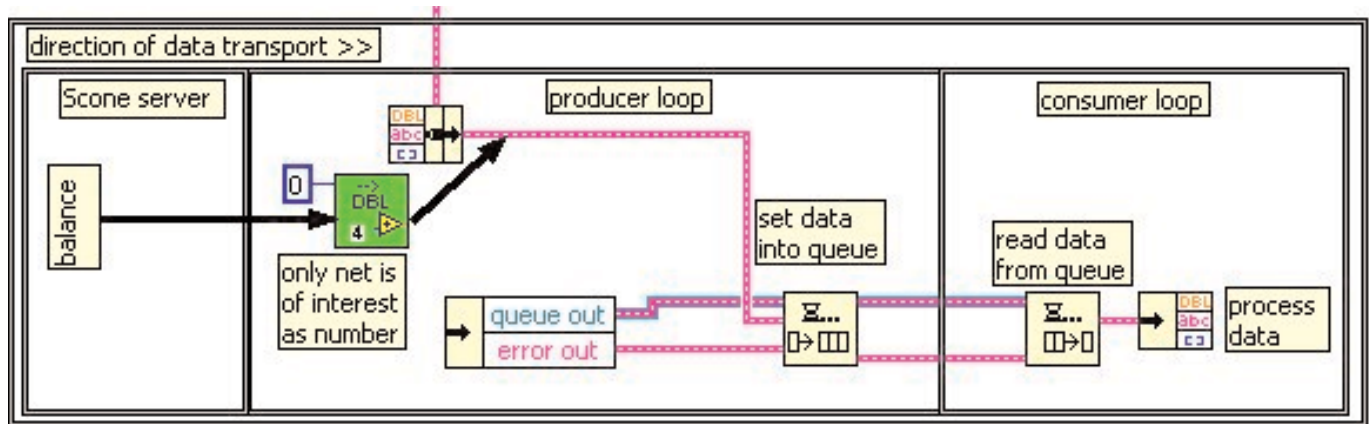 direction of data transport >>
Scone server
producer loop
consumer loop
DBL
abc
balance
0
-->
DBL
4
+
only net is
of interest
as number
set data
into queue
read data
from queue
queue out
error out
DBL
abc
process
data